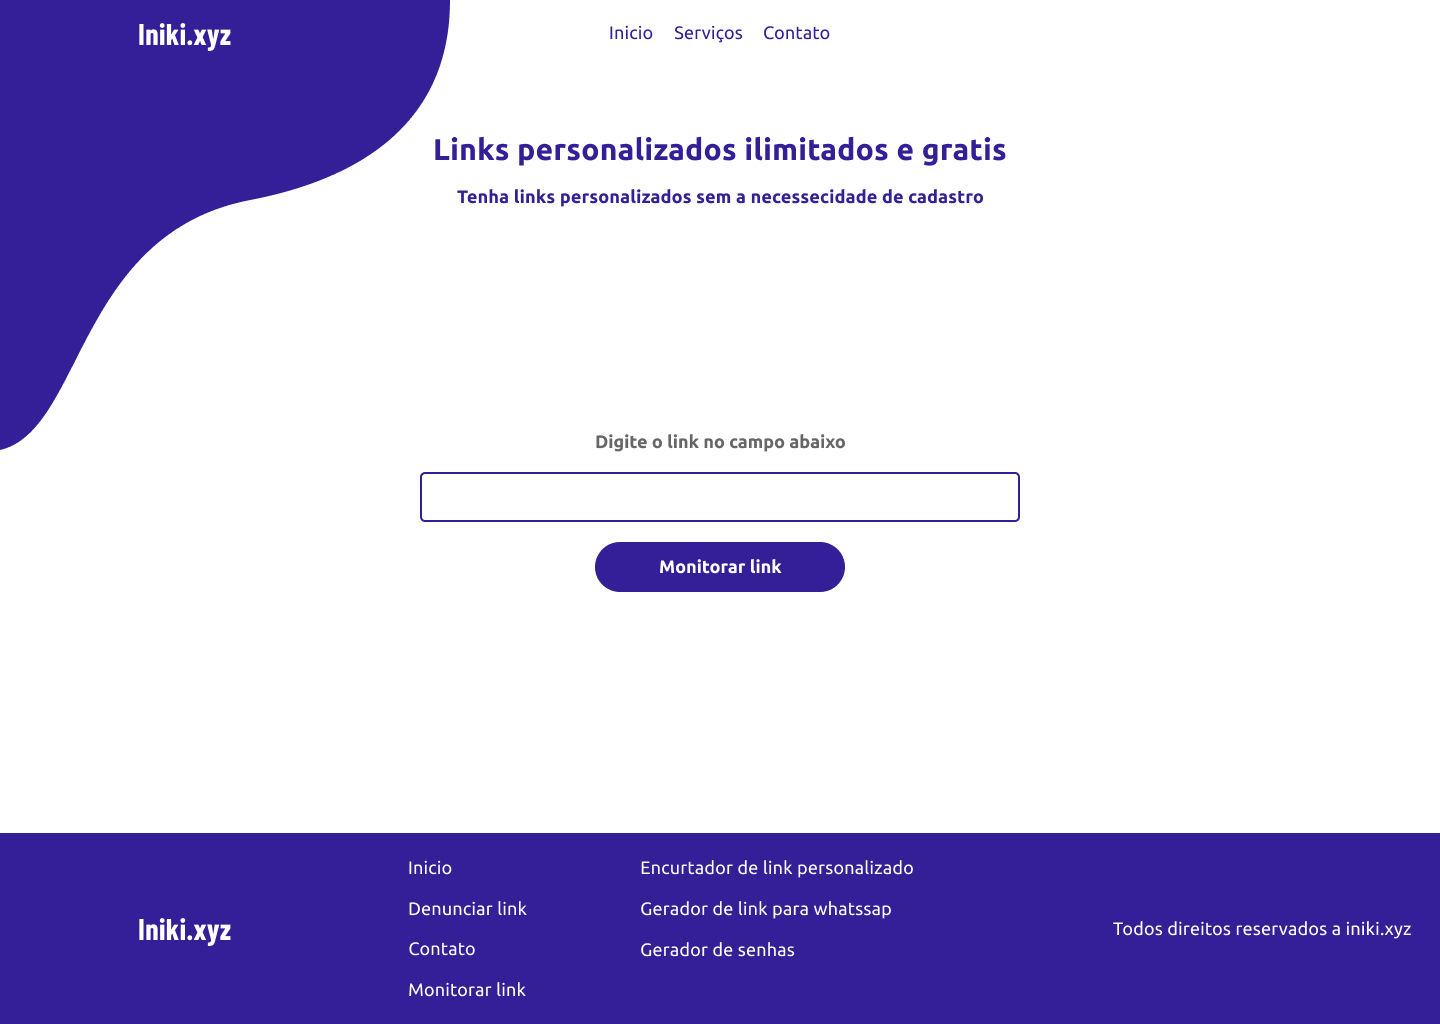 Iniki.xyz
Inicio Serviços Contato
Links personalizados ilimitados e gratis
Tenha links personalizados sem a necessecidade de cadastro
Digite o link no campo abaixo
Monitorar link
Iniki.xyz
Inicio
Denunciar link
Contato
Monitorar link
Encurtador de link personalizado
Gerador de link para whatssap
Gerador de senhas
Todos direitos reservados a iniki.xyz